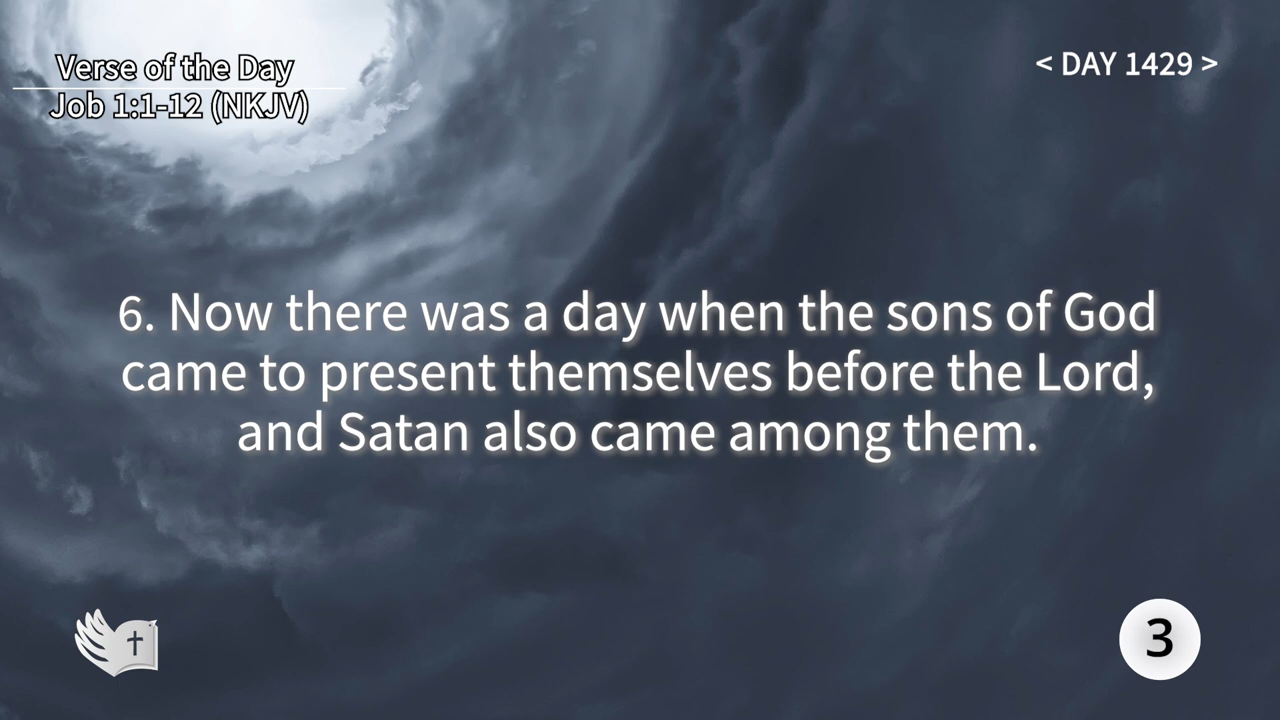 Verse of the Day
Job 1:1-12 (NKJV)
< DAY 1429 >
6. Now there was a day when the sons of God
came to present themselves before the Lord,
and Satan also came among them.
3